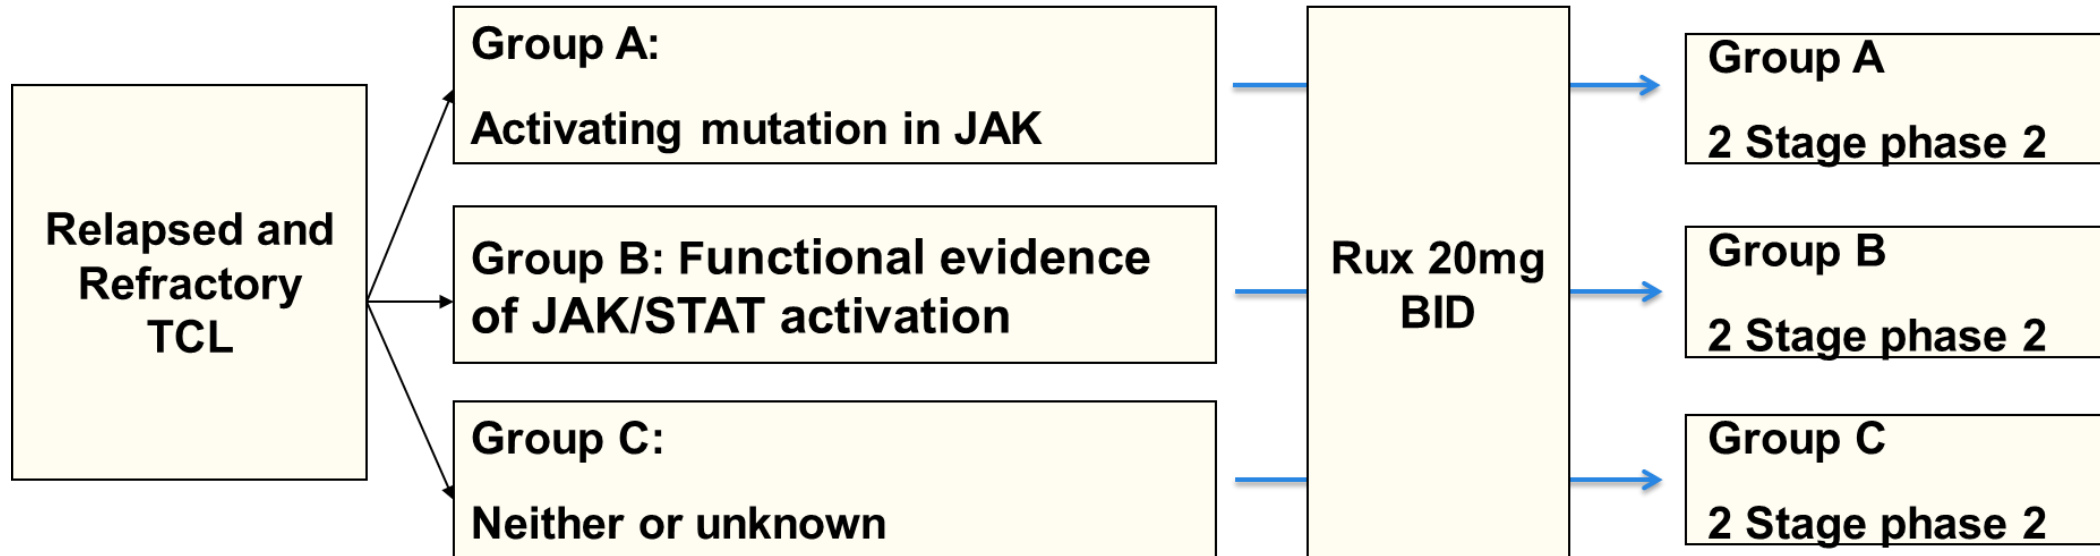 Relapsed and
Refractory
TCL
Group A:
Activating mutation in JAK
Group B: Functional evidence
of JAK/STAT activation
Group C:
Neither or unknown
Rux 20mg
BID
Group A
2 Stage phase 2
Group B
2 Stage phase 2
Group C
2 Stage phase 2